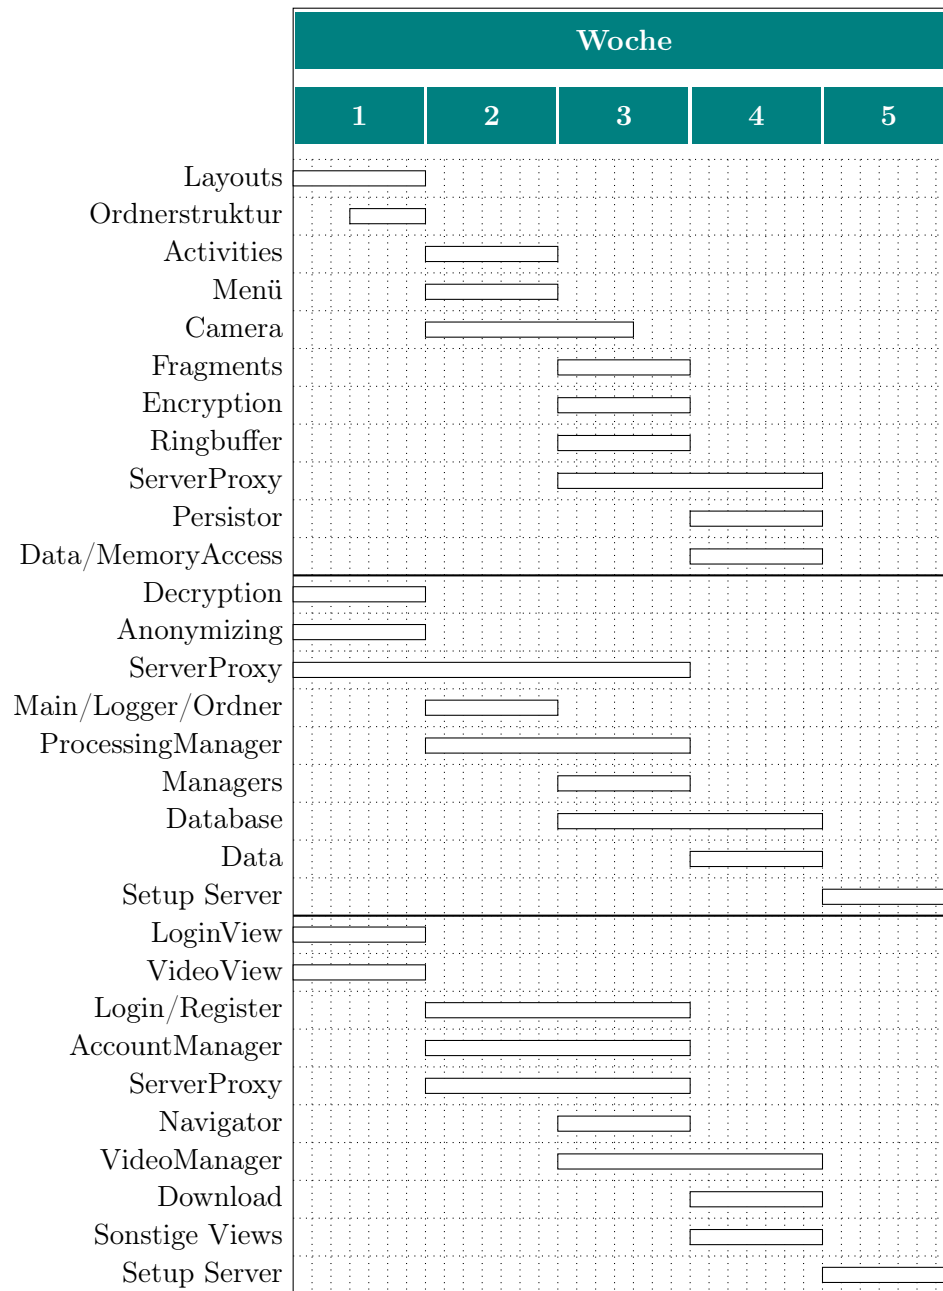 Woche
1 2 3 4 5
Layouts
Ordnerstruktur
Activities
Menü
Camera
Fragments
Encryption
Ringbuffer
ServerProxy
Persistor
Data/MemoryAccess
Decryption
Anonymizing
ServerProxy
Main/Logger/Ordner
ProcessingManager
Managers
Database
Data
Setup Server
LoginView
VideoView
Login/Register
AccountManager
ServerProxy
Navigator
VideoManager
Download
Sonstige Views
Setup Server